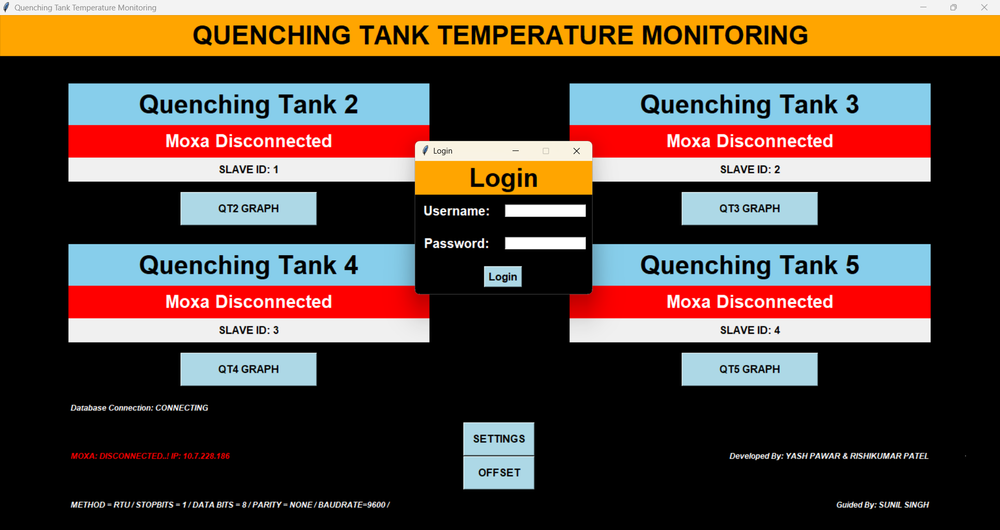 Quenching Tank Temperature Monitoring
QUENCHING TANK TEMPERATURE MONITORING
Quenching Tank 2
Moxa Disconnected
SLAVE ID: 1
QT2 GRAPH
Quenching Tank 3
Moxa Disconnected
SLAVE ID: 2
QT3 GRAPH
Login
Login
Username:
Password:
Login
Quenching Tank 4
Moxa Disconnected
SLAVE ID: 3
QT4 GRAPH
Quenching Tank 5
Moxa Disconnected
SLAVE ID: 4
QT5 GRAPH
Database Connection: CONNECTING
SETTINGS
MOXA: DISCONNECTED..! IP: 10.7.228.186
Developed By: YASH PAWAR & RISHIKUMAR PATEL
OFFSET
METHOD = RTU / STOPBITS = 1 / DATA BITS = 8 / PARITY = NONE / BAUDRATE=9600 /
Guided By: SUNIL SINGH